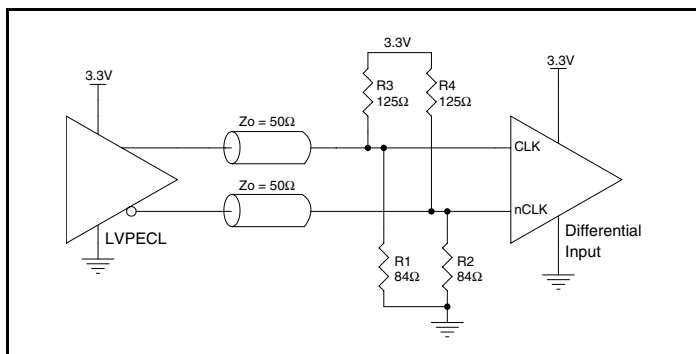 3.3V
3.3V
3.3V
R3
125Ω
R4
125Ω
Zo = 50Ω
CLK
Zo = 50Ω
nCLK
LVPECL
Differential
Input
R1
84Ω
R2
84Ω